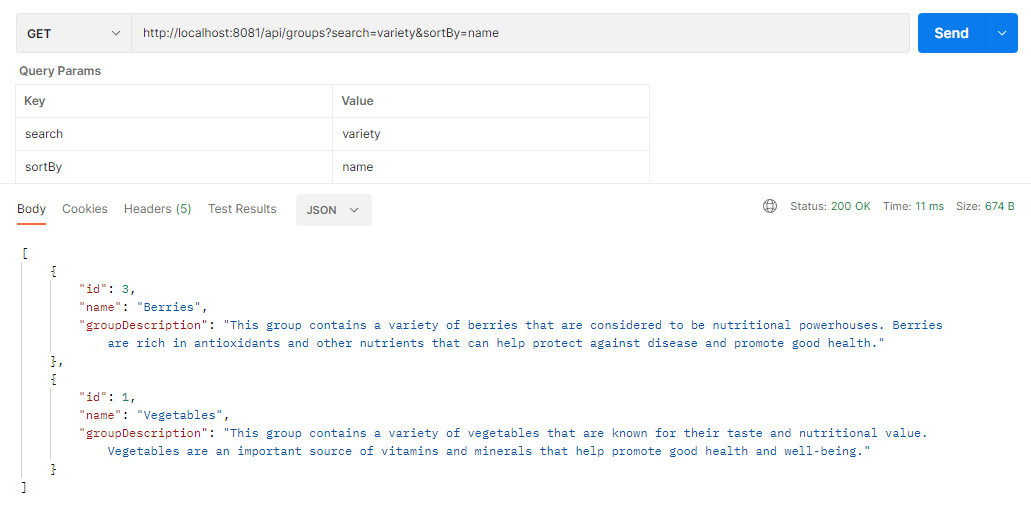 GET http://localhost:8081/api/groups?search=variety&sortBy=name Send
Query Params
Key Value
search variety
sortBy name
Body Cookies Headers (5) Test Results JSON Status: 200 OK Time: 11 ms Size: 674 B
[
{
"id": 3,
"name": "Berries",
"groupDescription": "This group contains a variety of berries that are considered to be nutritional powerhouses. Berries
are rich in antioxidants and other nutrients that can help protect against disease and promote good health."
},
{
"id": 1,
"name": "Vegetables",
"groupDescription": "This group contains a variety of vegetables that are known for their taste and nutritional value.
Vegetables are an important source of vitamins and minerals that help promote good health and well-being."
}
]